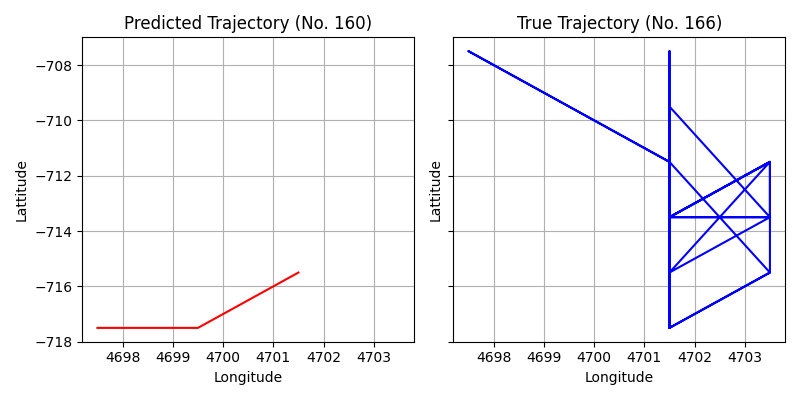 Predicted Trajectory (No. 160)
True Trajectory (No. 166)
−708
−710
−712
−714
−716
−718
Lattitude
Lattitude
4698 4699 4700 4701 4702 4703
4698 4699 4700 4701 4702 4703
Longitude
Longitude